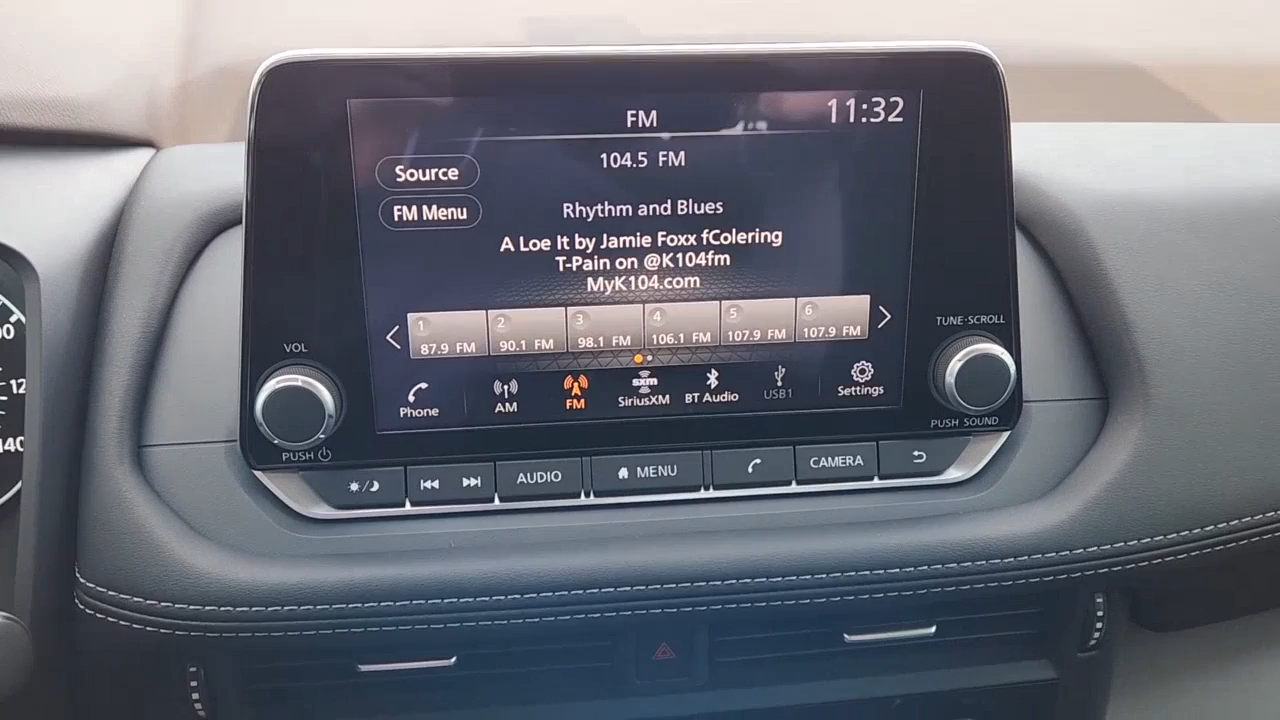 FM
11:32
104.5 FM
Source
FM Menu
Rhythm and Blues
A Loe It by Jamie Foxx fColering
T-Pain on @K104fm
MyK104.com
1
87.9 FM
2
90.1 FM
3
98.1 FM
4
106.1 FM
5
107.9 FM
6
107.9 FM
Phone
AM
FM
sxm
SiriusXM
BT Audio
USB1
Settings
VOL
PUSH
TUNE·SCROLL
PUSH SOUND
AUDIO
MENU
CAMERA
12
140